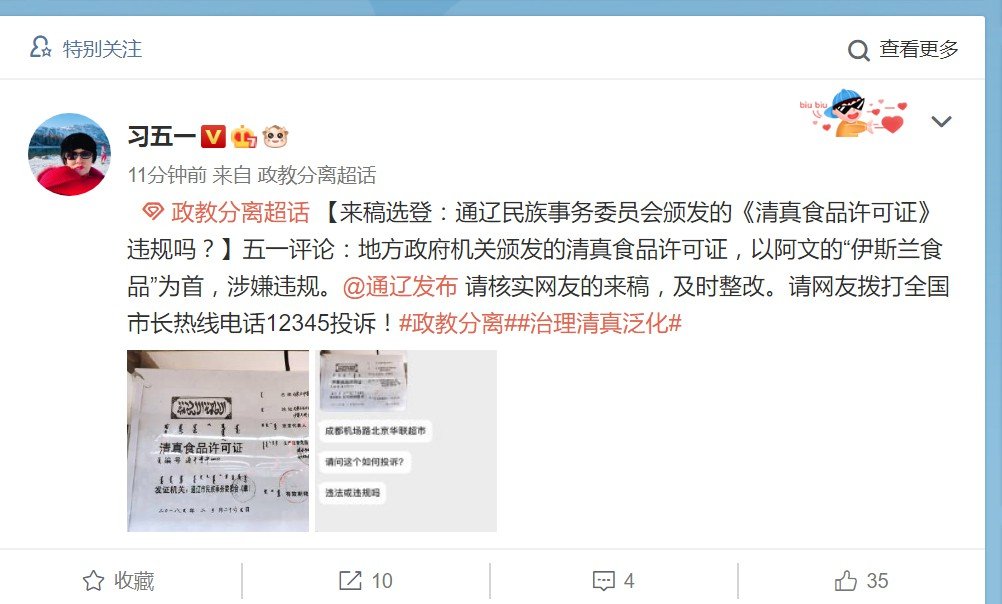 特别关注
查看更多
biu biu
习五一
11分钟前 来自 政教分离超话
政教分离超话 【来稿选登：通辽民族事务委员会颁发的《清真食品许可证》
违规吗？】五一评论：地方政府机关颁发的清真食品许可证，以阿文的“伊斯兰食
品”为首，涉嫌违规。@通辽发布 请核实网友的来稿，及时整改。请网友拨打全国
市长热线电话12345投诉！#政教分离##治理清真泛化#
清真食品许可证
发证机关：通辽市民族事务委员会
成都机场路北京华联超市
请问这个如何投诉？
违法或违规吗
收藏
10
4
35